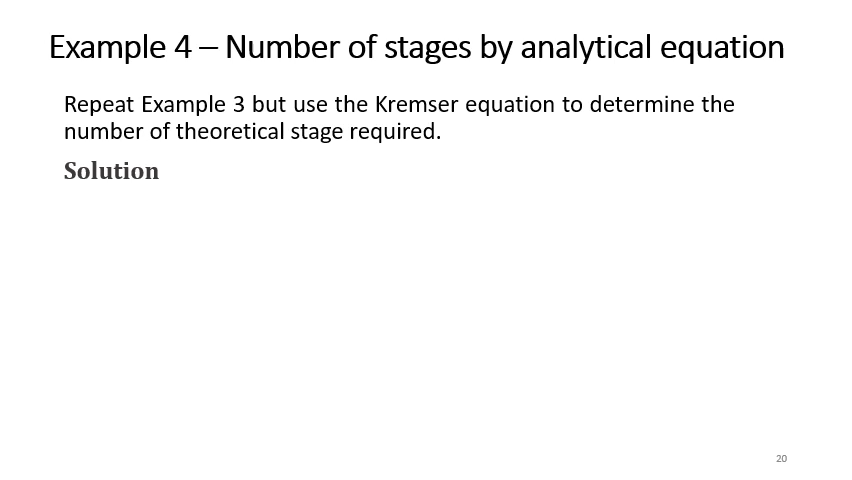 Example 4 – Number of stages by analytical equation
Repeat Example 3 but use the Kremser equation to determine the
number of theoretical stage required.
Solution
20